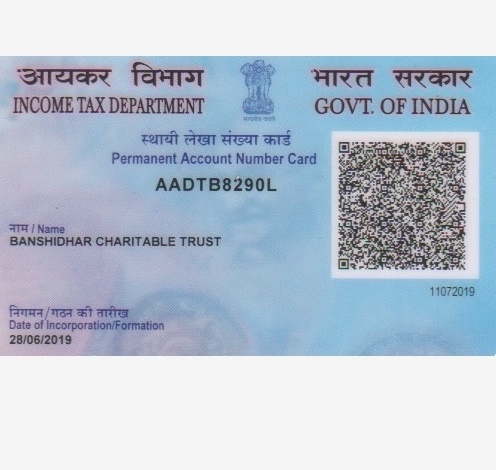 आयकर विभाग
INCOME TAX DEPARTMENT
सत्यमेव जयते
भारत सरकार
GOVT. OF INDIA
स्थायी लेखा संख्या कार्ड
Permanent Account Number Card
AADTB8290L
नाम / Name
BANSHIDHAR CHARITABLE TRUST
11072019
निगमन/गठन की तारीख
Date of Incorporation/Formation
28/06/2019